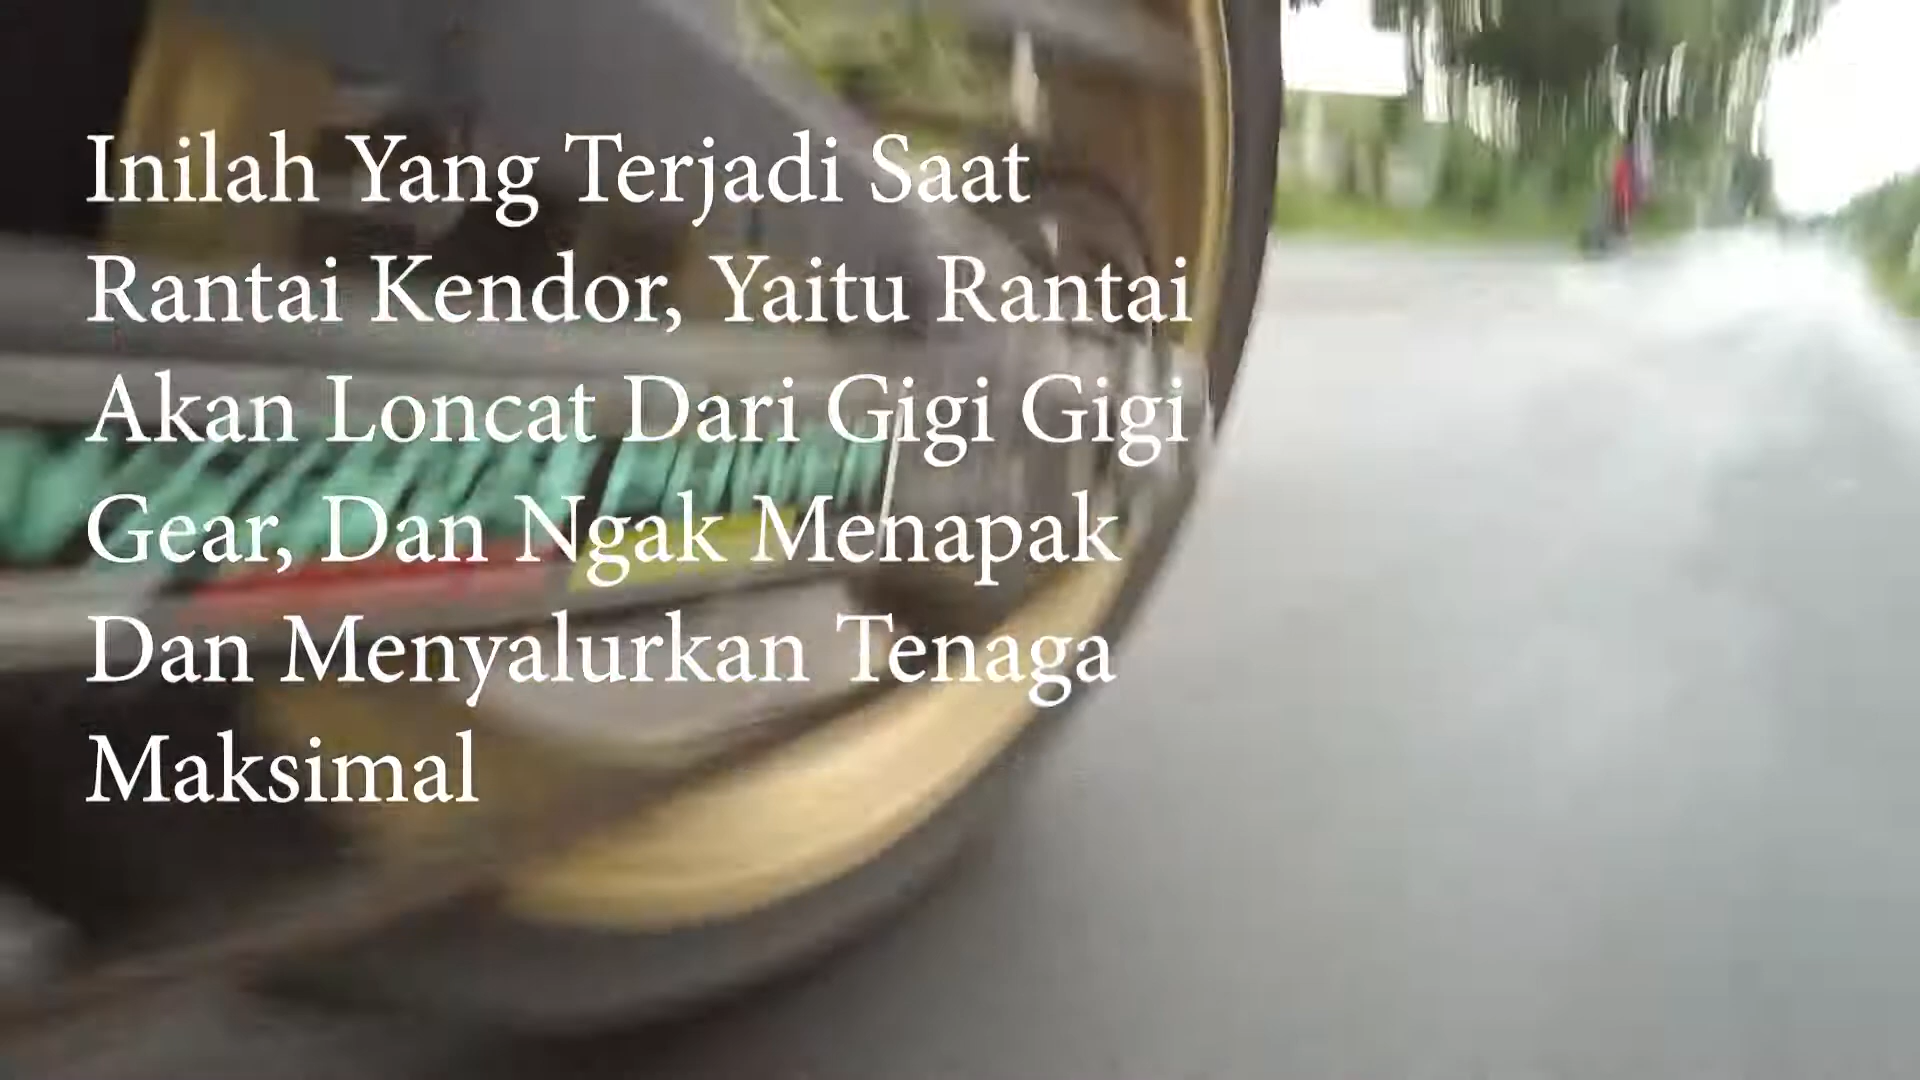 Inilah Yang Terjadi Saat
Rantai Kendor, Yaitu Rantai
Akan Loncat Dari Gigi Gigi
Gear, Dan Ngak Menapak
Dan Menyalurkan Tenaga
Maksimal